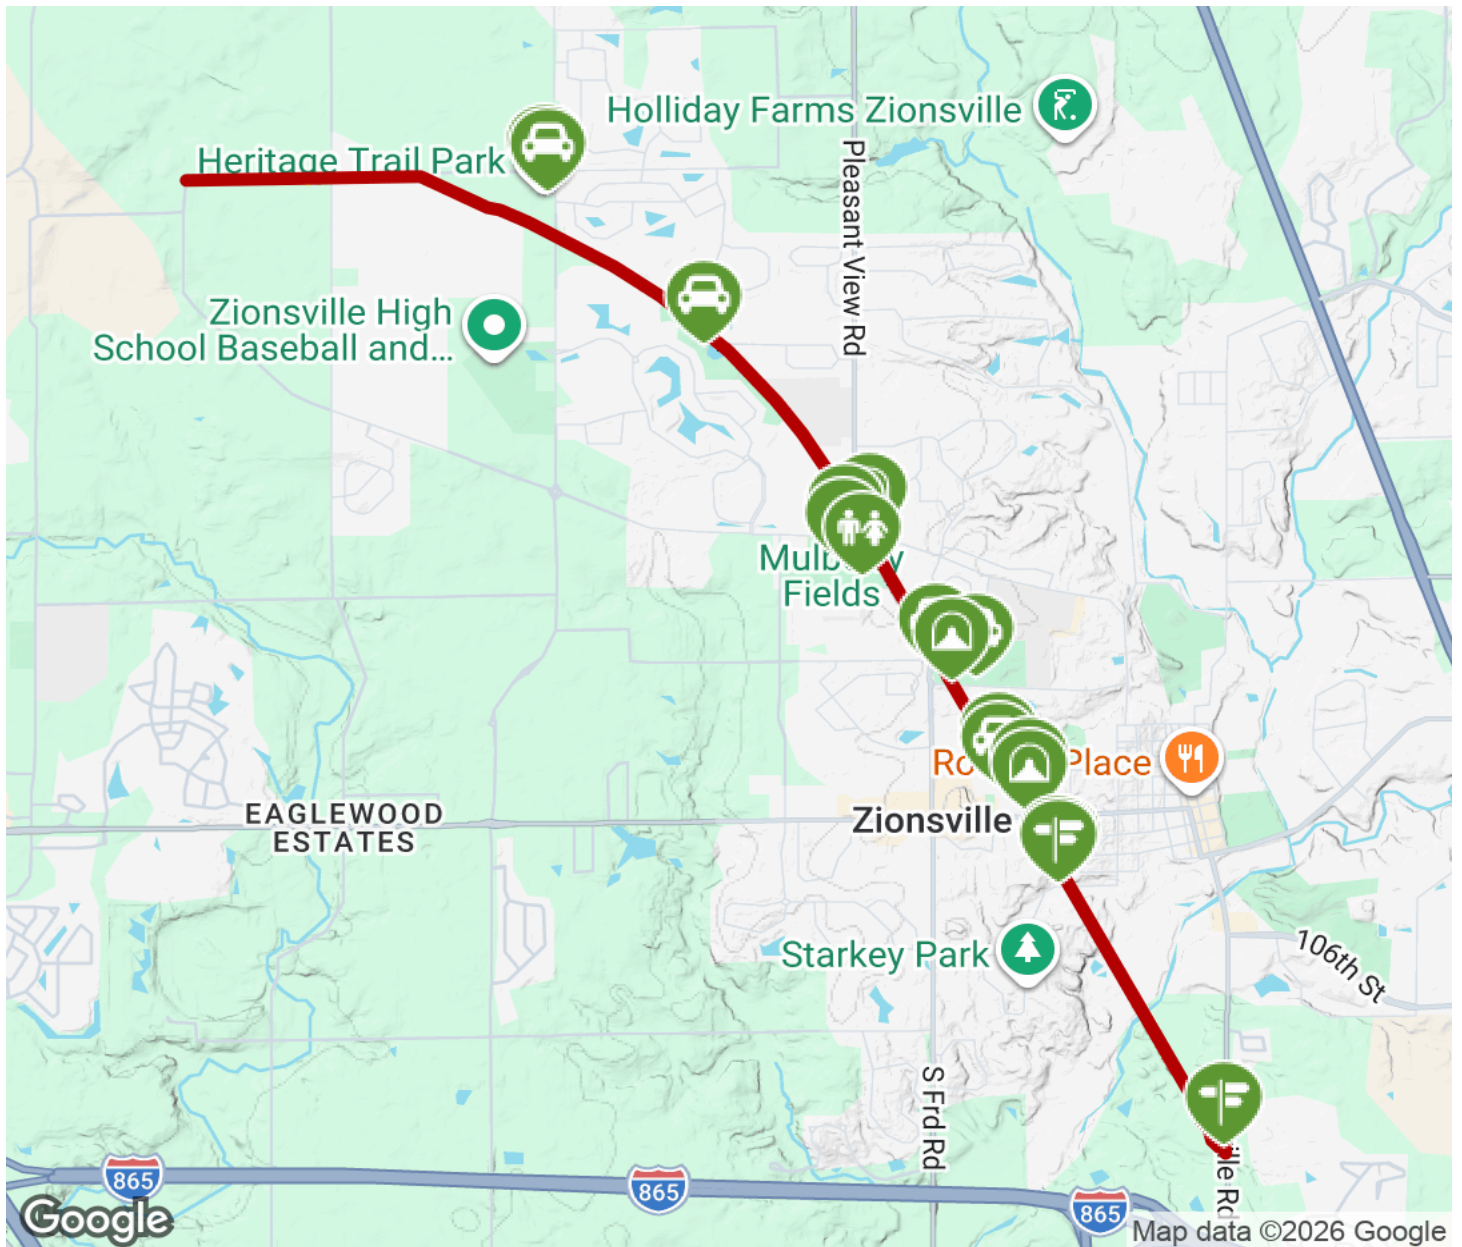 Holliday Farms Zionsville
Heritage Trail Park
Pleasant View Rd
Zionsville High
School Baseball and...
Fields
Place
Zionsville
EAGLEWOOD
ESTATES
Starkey Park
106th St
S Frd Rd
Rd
865
865
865
Google
Map data ©2026 Google